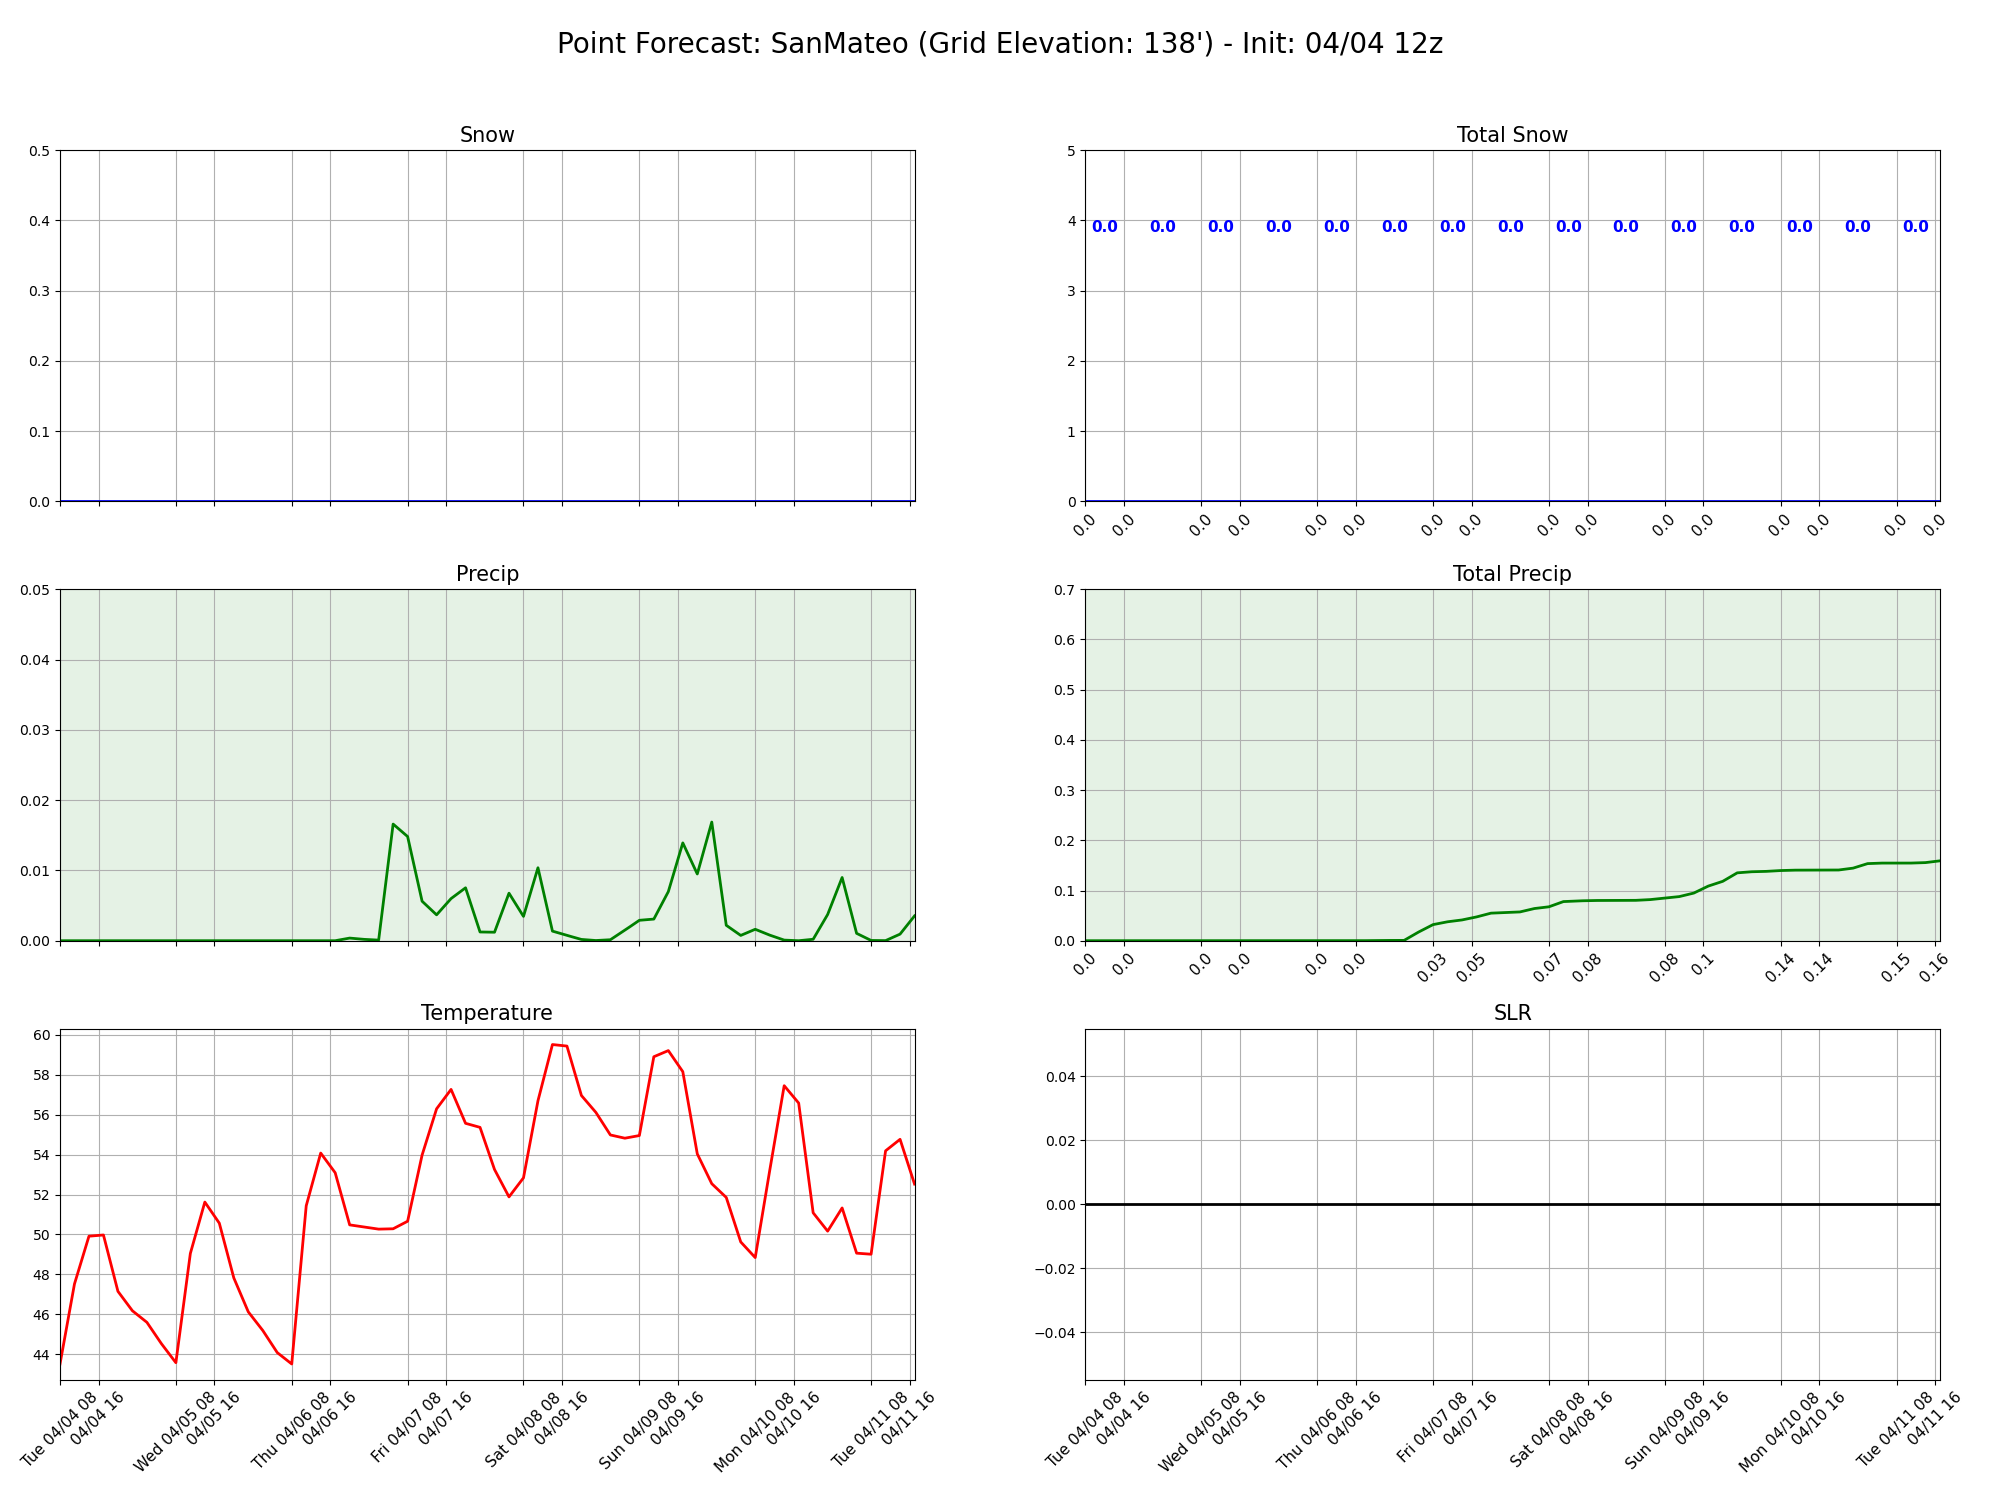 Point Forecast: SanMateo (Grid Elevation: 138') - Init: 04/04 12z
Snow
0.5
0.4
0.3
0.2
0.1
0.0
Total Snow
5
4
3
2
1
0
0.0 0.0 0.0 0.0 0.0 0.0 0.0 0.0 0.0 0.0 0.0 0.0 0.0 0.0 0.0
0.0 0.0 0.0 0.0 0.0 0.0 0.0 0.0 0.0 0.0 0.0 0.0 0.0 0.0 0.0 0.0
Precip
0.05
0.04
0.03
0.02
0.01
0.00
Total Precip
0.7
0.6
0.5
0.4
0.3
0.2
0.1
0.0
0.0 0.0 0.0 0.0 0.0 0.0 0.03 0.05 0.07 0.08 0.08 0.1 0.14 0.14 0.15 0.16
Temperature
60
58
56
54
52
50
48
46
44
Tue 04/04 08
04/04 16
Wed 04/05 08
04/05 16
Thu 04/06 08
04/06 16
Fri 04/07 08
04/07 16
Sat 04/08 08
04/08 16
Sun 04/09 08
04/09 16
Mon 04/10 08
04/10 16
Tue 04/11 08
04/11 16
SLR
0.04
0.02
0.00
−0.02
−0.04
Tue 04/04 08
04/04 16
Wed 04/05 08
04/05 16
Thu 04/06 08
04/06 16
Fri 04/07 08
04/07 16
Sat 04/08 08
04/08 16
Sun 04/09 08
04/09 16
Mon 04/10 08
04/10 16
Tue 04/11 08
04/11 16